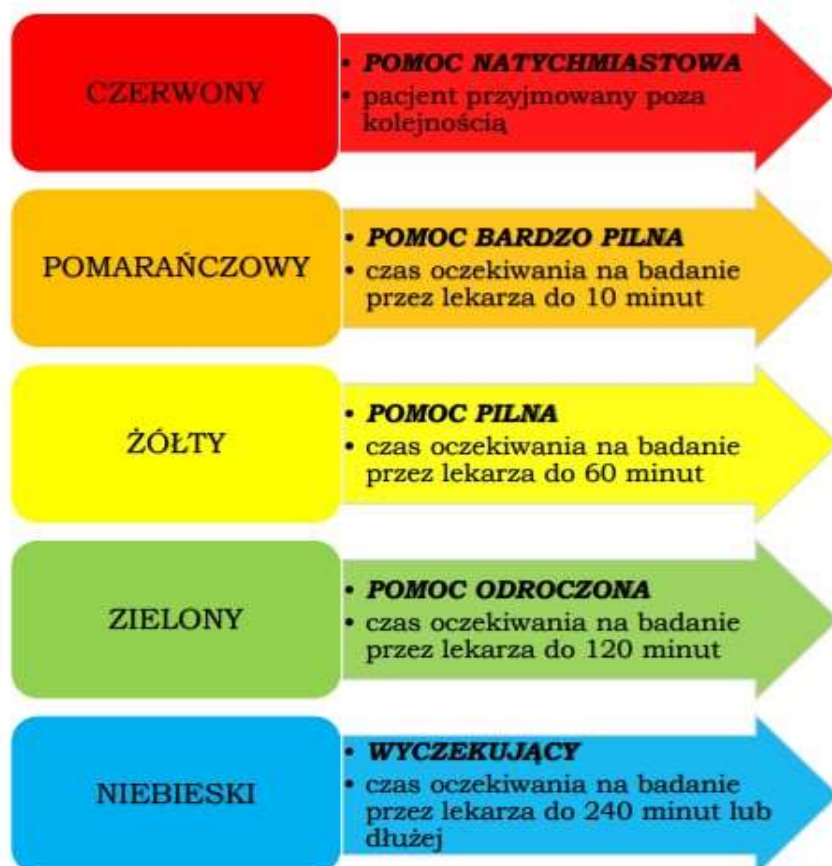 CZERWONY
• POMOC NATYCHMIASTOWA
• pacjent przyjmowany poza
kolejnością
POMARAŃCZOWY
• POMOC BARDZO PILNA
• czas oczekiwania na badanie
przez lekarza do 10 minut
ŻÓŁTY
• POMOC PILNA
• czas oczekiwania na badanie
przez lekarza do 60 minut
ZIELONY
• POMOC ODROCZONA
• czas oczekiwania na badanie
przez lekarza do 120 minut
NIEBIESKI
• WYCZEKUJĄCY
• czas oczekiwania na badanie
przez lekarza do 240 minut lub
dłużej